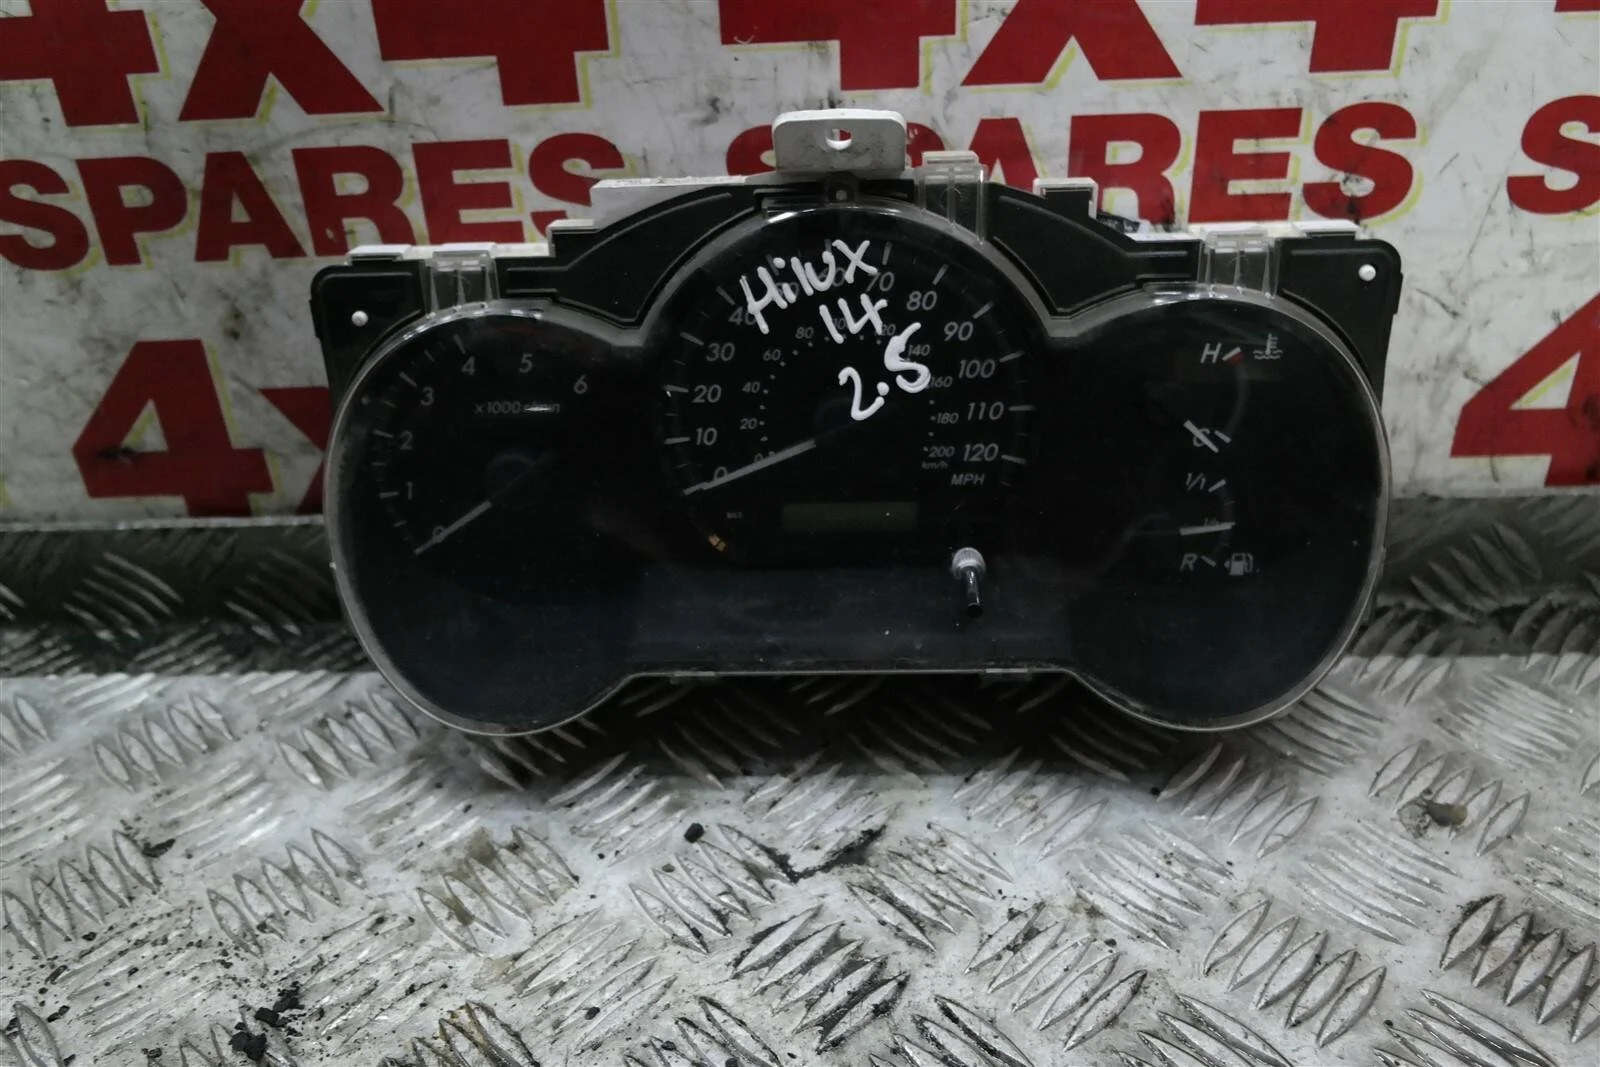 4x4 4x4
SPARES SPARES SPARES
4x 4
Hilux
14
2.5
0 1 2 3 4 5 6
x1000 r/min
0 10 20 30 40 60 70 80 90 100 110 120
MPH
0 20 40 60 80 100 120 140 160 180 200
km/h
H
C
1/1
R